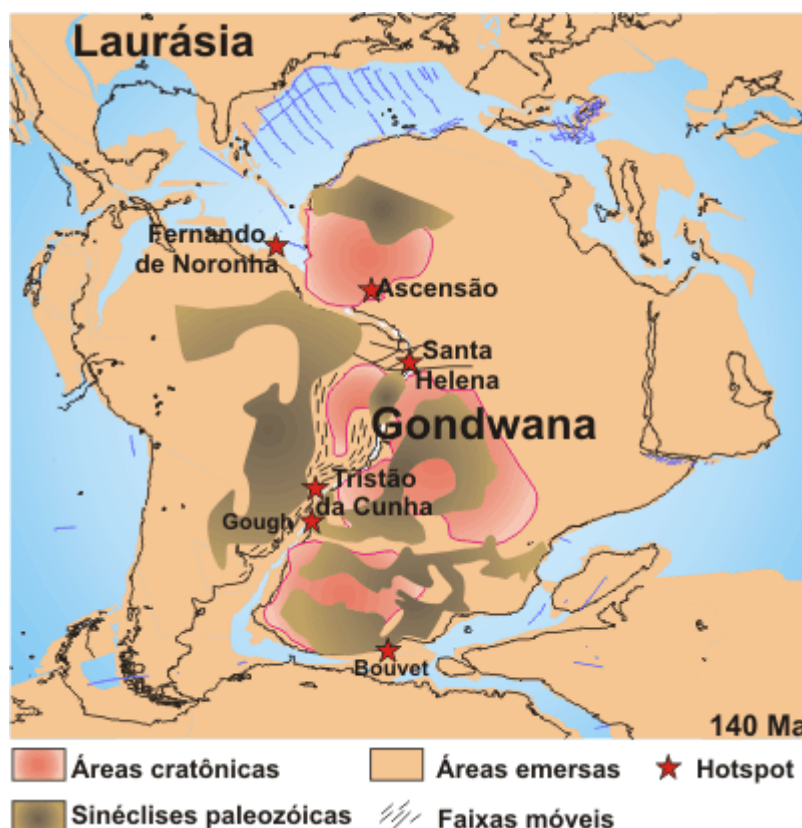 Laurásia
Fernando
de Noronha
Ascensão
Santa
Helena
Gondwana
Tristão
da Cunha
Gough
Bouvet
140 Ma
Áreas cratônicas
Áreas emersas
Hotspot
Sinéclises paleozóicas
Faixas móveis